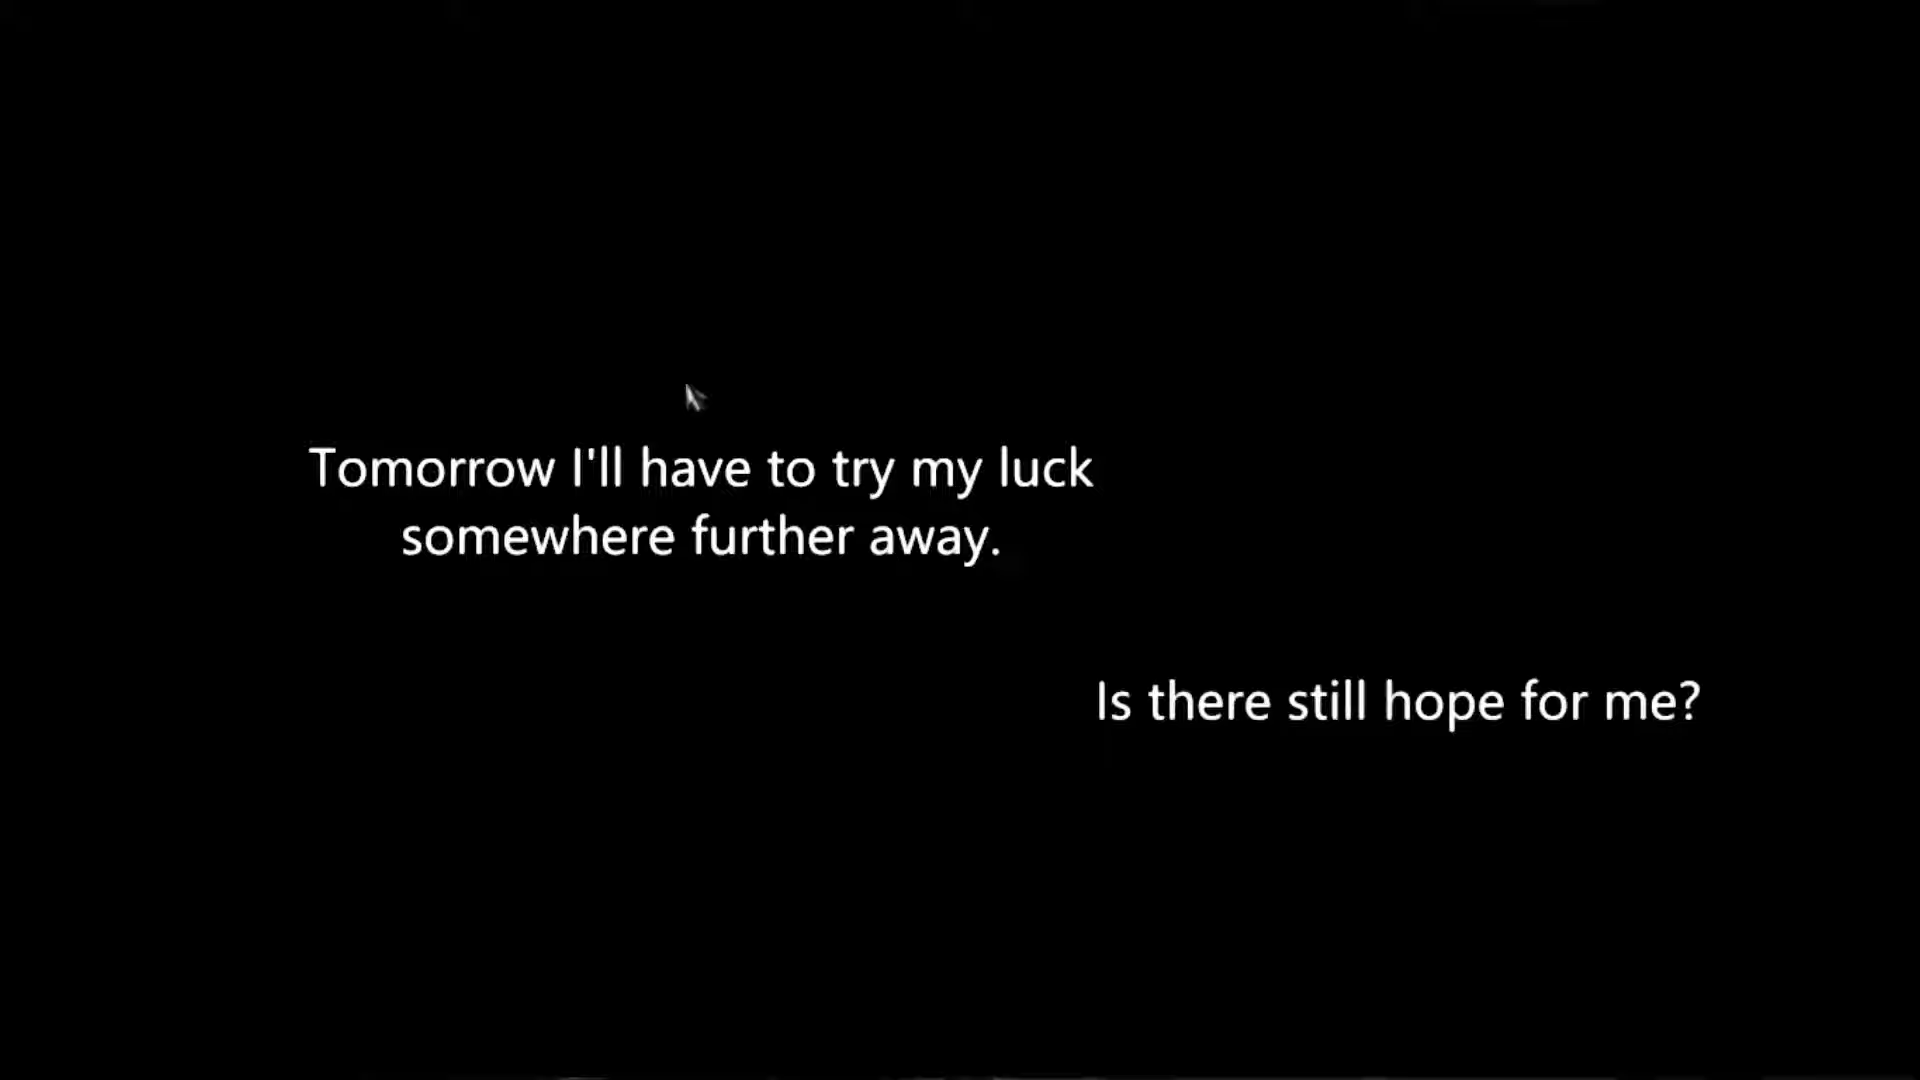 Tomorrow I'll have to try my luck
somewhere further away.
Is there still hope for me?